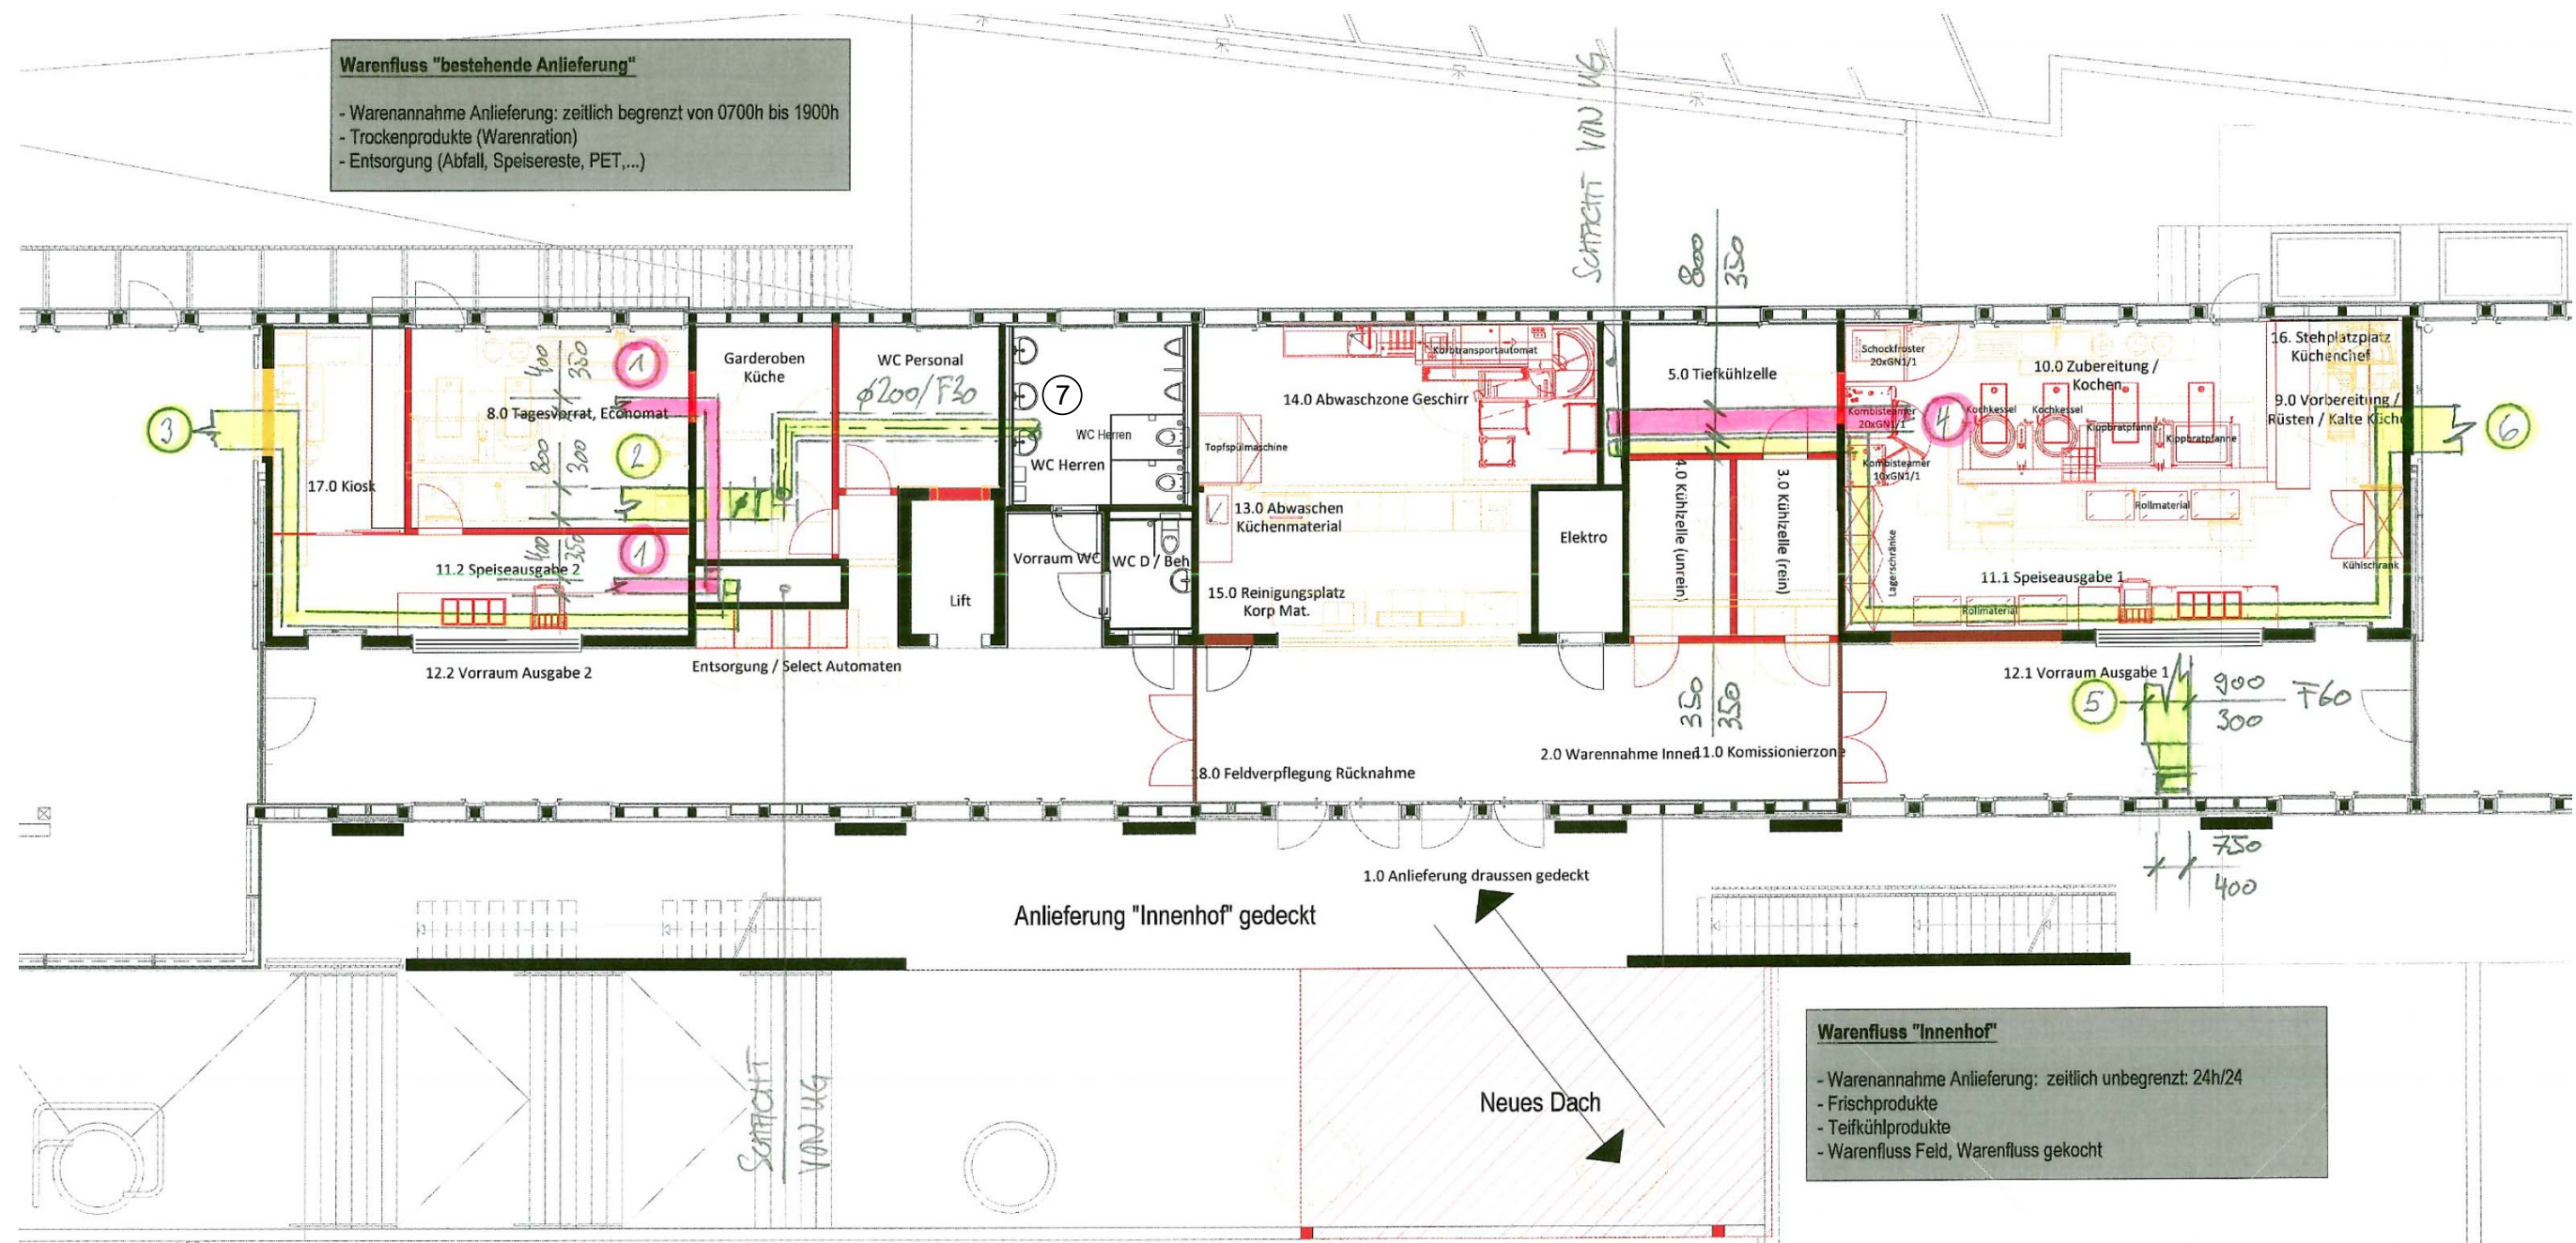 Warenfluss "bestehende Anlieferung"
- Warenannahme Anlieferung: zeitlich begrenzt von 0700h bis 1900h
- Trockenprodukte (Warenration)
- Entsorgung (Abfall, Speisereste, PET,...)
SCHACHT VON UG
800
350
Garderoben
Küche
WC Personal
ϕ200/F30
7
WC Herren
WC Herren
400
350
1
8.0 Tagesvorrat, Economat
3
2
800
300
17.0 Kiosk
400
350
1
11.2 Speiseausgabe 2
12.2 Vorraum Ausgabe 2
Entsorgung / Select Automaten
Lift
Vorraum WC
WC D / Beh
Korbtransportautomat
14.0 Abwaschzone Geschirr
Topfspülmaschine
13.0 Abwaschen
Küchenmaterial
15.0 Reinigungsplatz
Korp Mat.
Elektro
5.0 Tiefkühlzelle
4.0 Kühlzelle (unrein)
3.0 Kühlzelle (rein)
Schockfroster
20xGN1/1
Kombisteamer
20xGN1/1
4
Kombisteamer
10xGN1/1
Kochkessel
Kochkessel
Kippbratpfanne
Kippbratpfanne
10.0 Zubereitung /
Kochen
16. Stehplatzplatz
Küchenchef
9.0 Vorbereitung /
Rüsten / Kalte Küche
6
Rollmaterial
Lagerschränke
Kühlschrank
11.1 Speiseausgabe 1
Rollmaterial
12.1 Vorraum Ausgabe 1
5
900
300
F60
350
350
2.0 Warennahme Innen
11.0 Komissionierzone
18.0 Feldverpflegung Rücknahme
750
400
1.0 Anlieferung draussen gedeckt
Anlieferung "Innenhof" gedeckt
SCHACHT
VON UG
Neues Dach
Warenfluss "Innenhof"
- Warenannahme Anlieferung: zeitlich unbegrenzt: 24h/24
- Frischprodukte
- Teifkühlprodukte
- Warenfluss Feld, Warenfluss gekocht